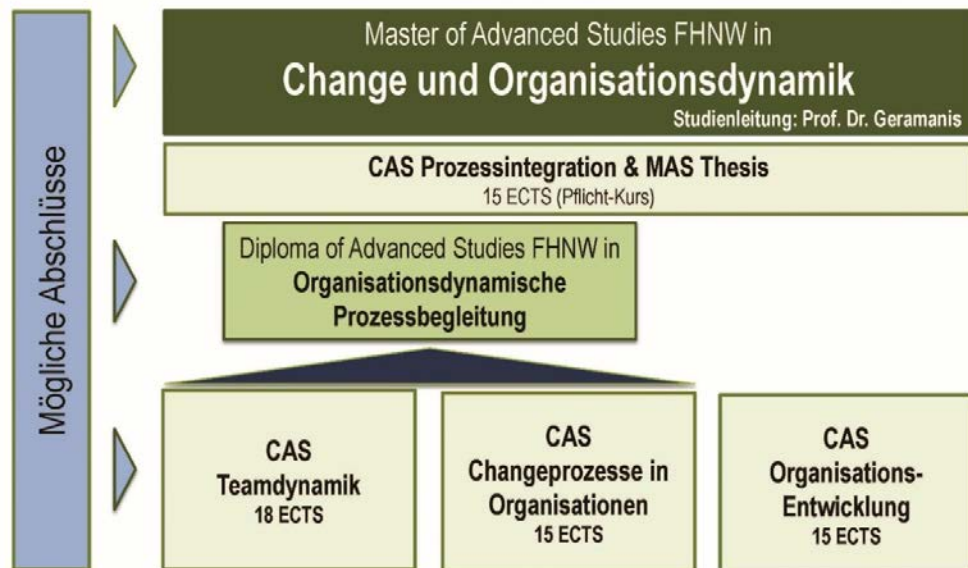 Mögliche Abschlüsse
Master of Advanced Studies FHNW in
Change und Organisationsdynamik
Studienleitung: Prof. Dr. Geramanis
CAS Prozessintegration & MAS Thesis
15 ECTS (Pflicht-Kurs)
Diploma of Advanced Studies FHNW in
Organisationsdynamische
Prozessbegleitung
CAS
Teamdynamik
18 ECTS
CAS
Changeprozesse in
Organisationen
15 ECTS
CAS
Organisations-
Entwicklung
15 ECTS